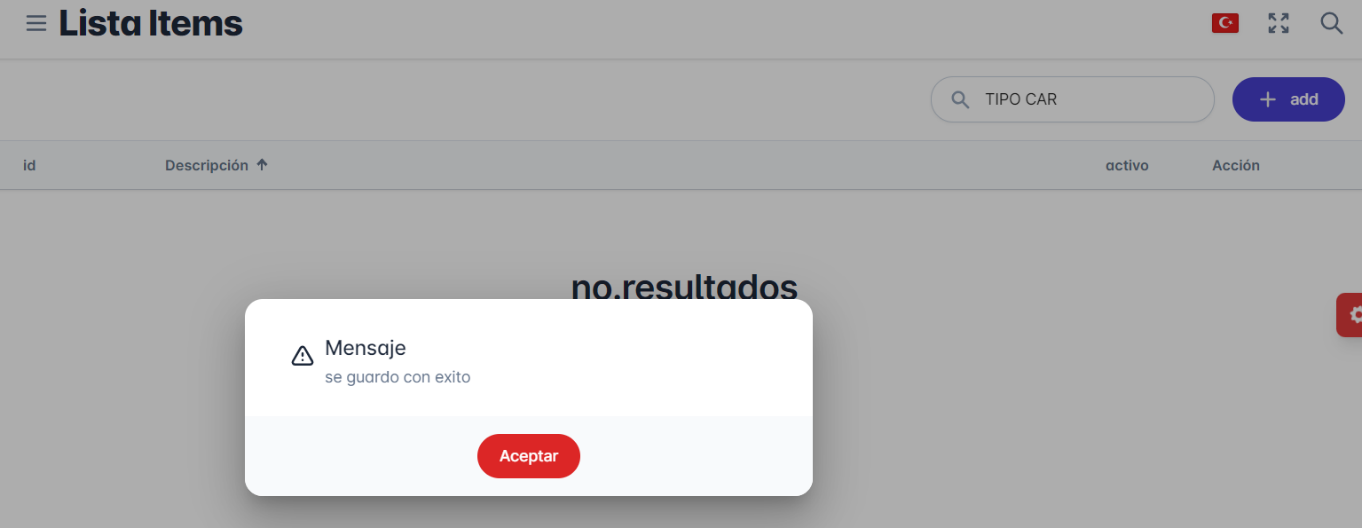 Lista Items
TIPO CAR
add
id Descripción activo Acción
no.resultados
Mensaje
se guardo con exito
Aceptar